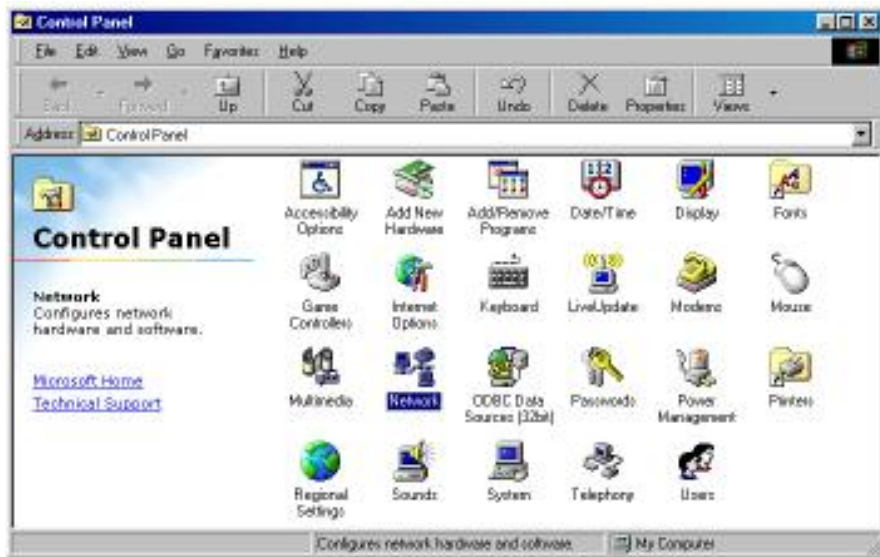 Control Panel
File Edit View Go Favorites Help
Back Forward Up Cut Copy Paste Undo Delete Properties Views
Address Control Panel
Control Panel
Network
Configures network
hardware and software.
Microsoft Home
Technical Support
Accessibility
Options
Add New
Hardware
Add/Remove
Programs
Date/Time
Display
Fonts
Game
Controllers
Internet
Options
Keyboard
LiveUpdate
Modems
Mouse
Multimedia
Network
ODBC Data
Sources (32bit)
Passwords
Power
Management
Printers
Regional
Settings
Sounds
System
Telephony
Users
Configures network hardware and software.
My Computer